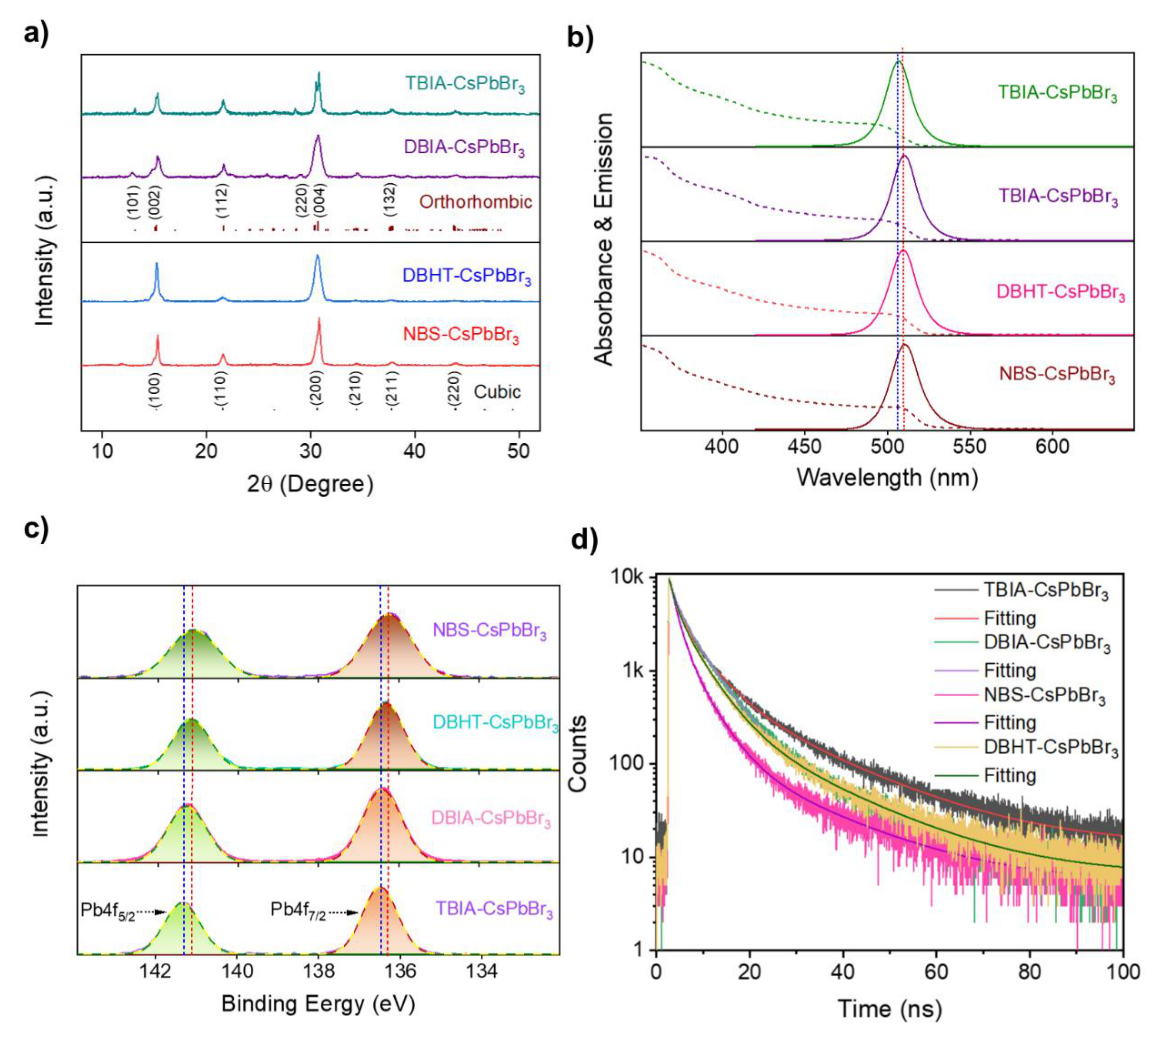 a)
TBIA-CsPbBr3
DBIA-CsPbBr3
(101)
(002)
(112)
(220)
(004)
(132)
Orthorhombic
DBHT-CsPbBr3
NBS-CsPbBr3
(100)
(110)
(200)
(210)
(211)
(220)
Cubic
10 20 30 40 50
2θ (Degree)
Intensity (a.u.)
b)
TBIA-CsPbBr3
TBIA-CsPbBr3
DBHT-CsPbBr3
NBS-CsPbBr3
400 450 500 550 600
Wavelength (nm)
Absorbance & Emission
c)
NBS-CsPbBr3
DBHT-CsPbBr3
DBIA-CsPbBr3
Pb4f5/2 Pb4f7/2 TBIA-CsPbBr3
142 140 138 136 134
Binding Eergy (eV)
Intensity (a.u.)
d)
10k
1k
100
10
1
TBIA-CsPbBr3
Fitting
DBIA-CsPbBr3
Fitting
NBS-CsPbBr3
Fitting
DBHT-CsPbBr3
Fitting
0 20 40 60 80 100
Time (ns)
Counts